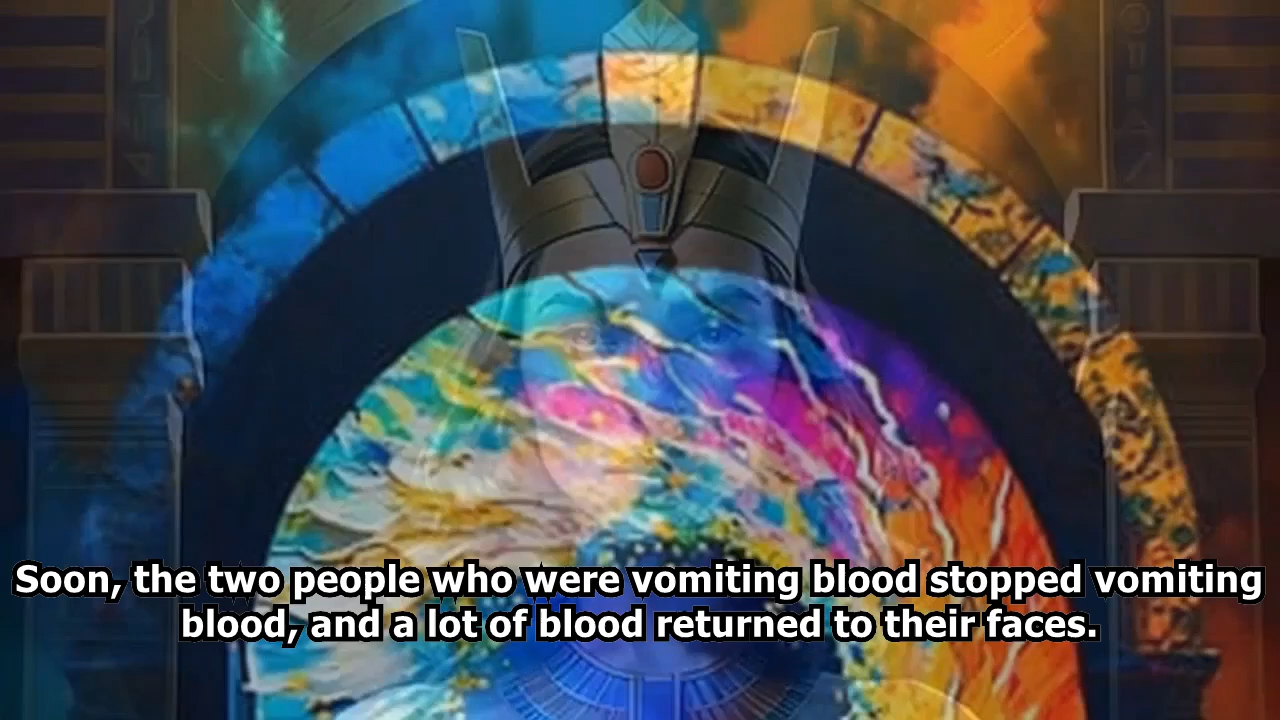 Soon, the two people who were vomiting blood stopped vomiting
blood, and a lot of blood returned to their faces.